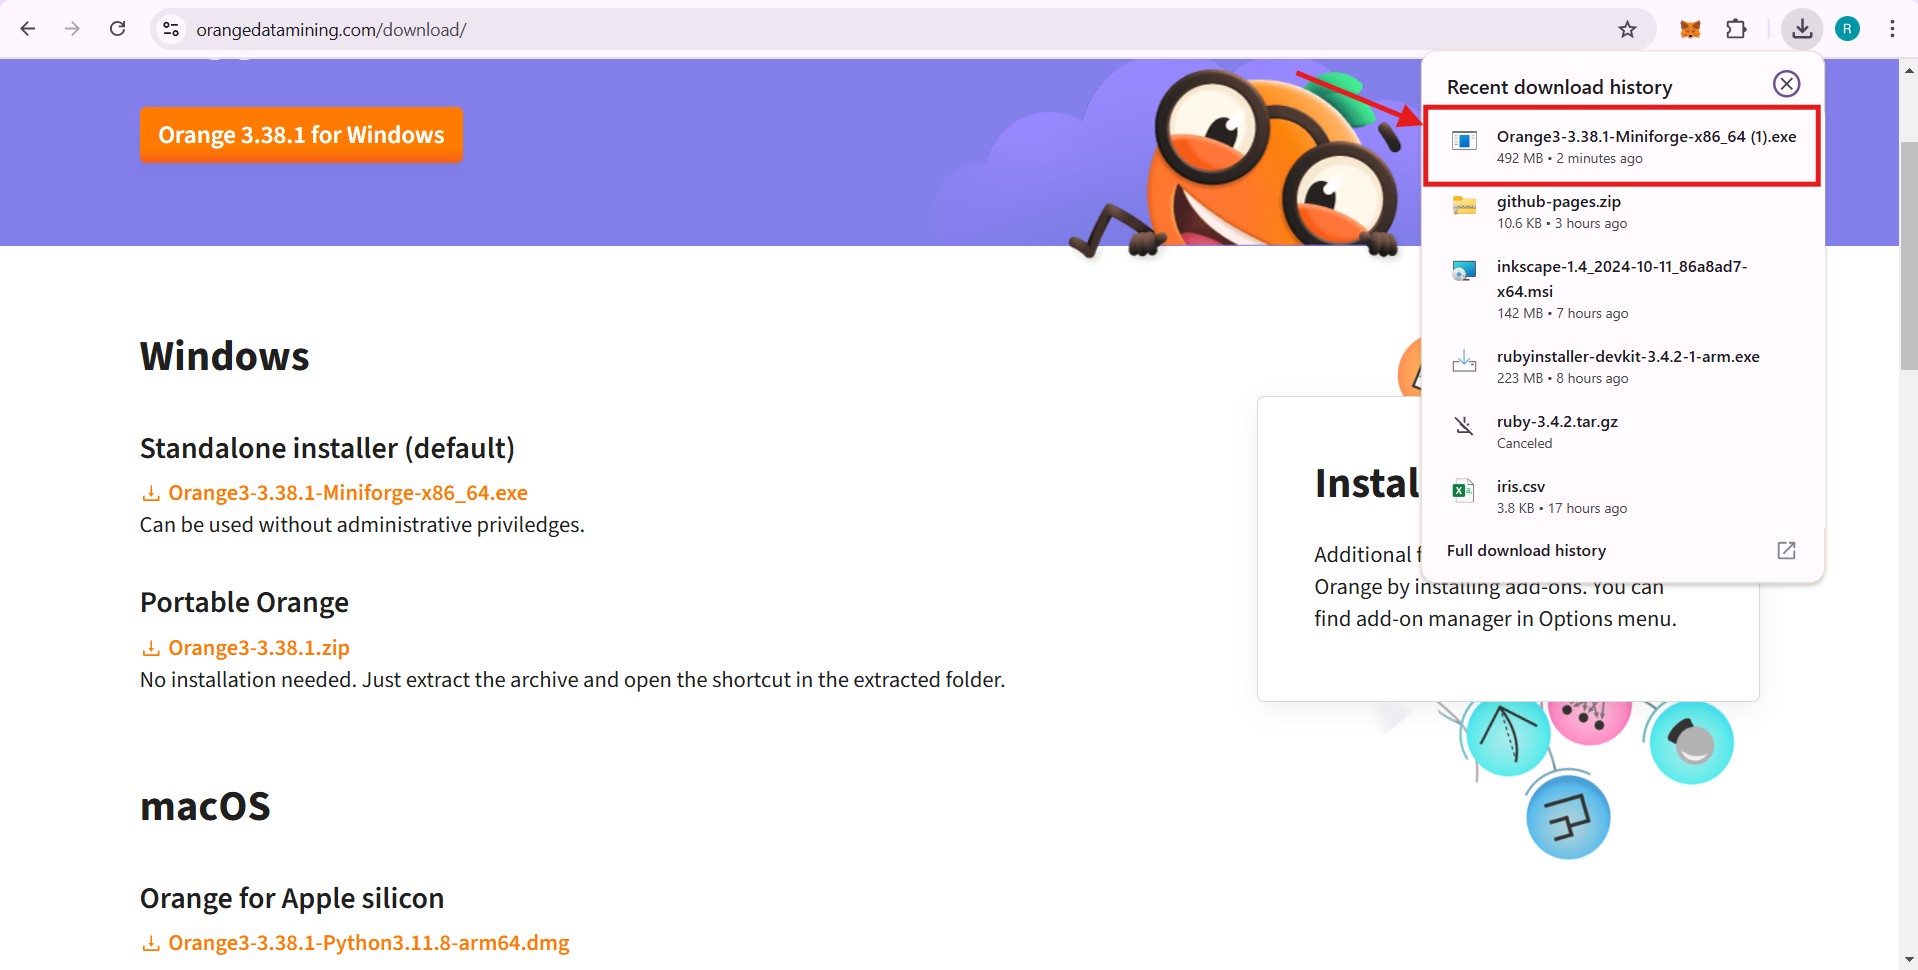 orangedatamining.com/download/
R
Orange 3.38.1 for Windows
Windows
Standalone installer (default)
Orange3-3.38.1-Miniforge-x86_64.exe
Can be used without administrative priviledges.
Portable Orange
Orange3-3.38.1.zip
No installation needed. Just extract the archive and open the shortcut in the extracted folder.
macOS
Orange for Apple silicon
Orange3-3.38.1-Python3.11.8-arm64.dmg
Instal
Additional f
Orange by installing add-ons. You can
find add-on manager in Options menu.
Recent download history
Orange3-3.38.1-Miniforge-x86_64 (1).exe
492 MB • 2 minutes ago
github-pages.zip
10.6 KB • 3 hours ago
inkscape-1.4_2024-10-11_86a8ad7-
x64.msi
142 MB • 7 hours ago
rubyinstaller-devkit-3.4.2-1-arm.exe
223 MB • 8 hours ago
ruby-3.4.2.tar.gz
Canceled
iris.csv
3.8 KB • 17 hours ago
Full download history